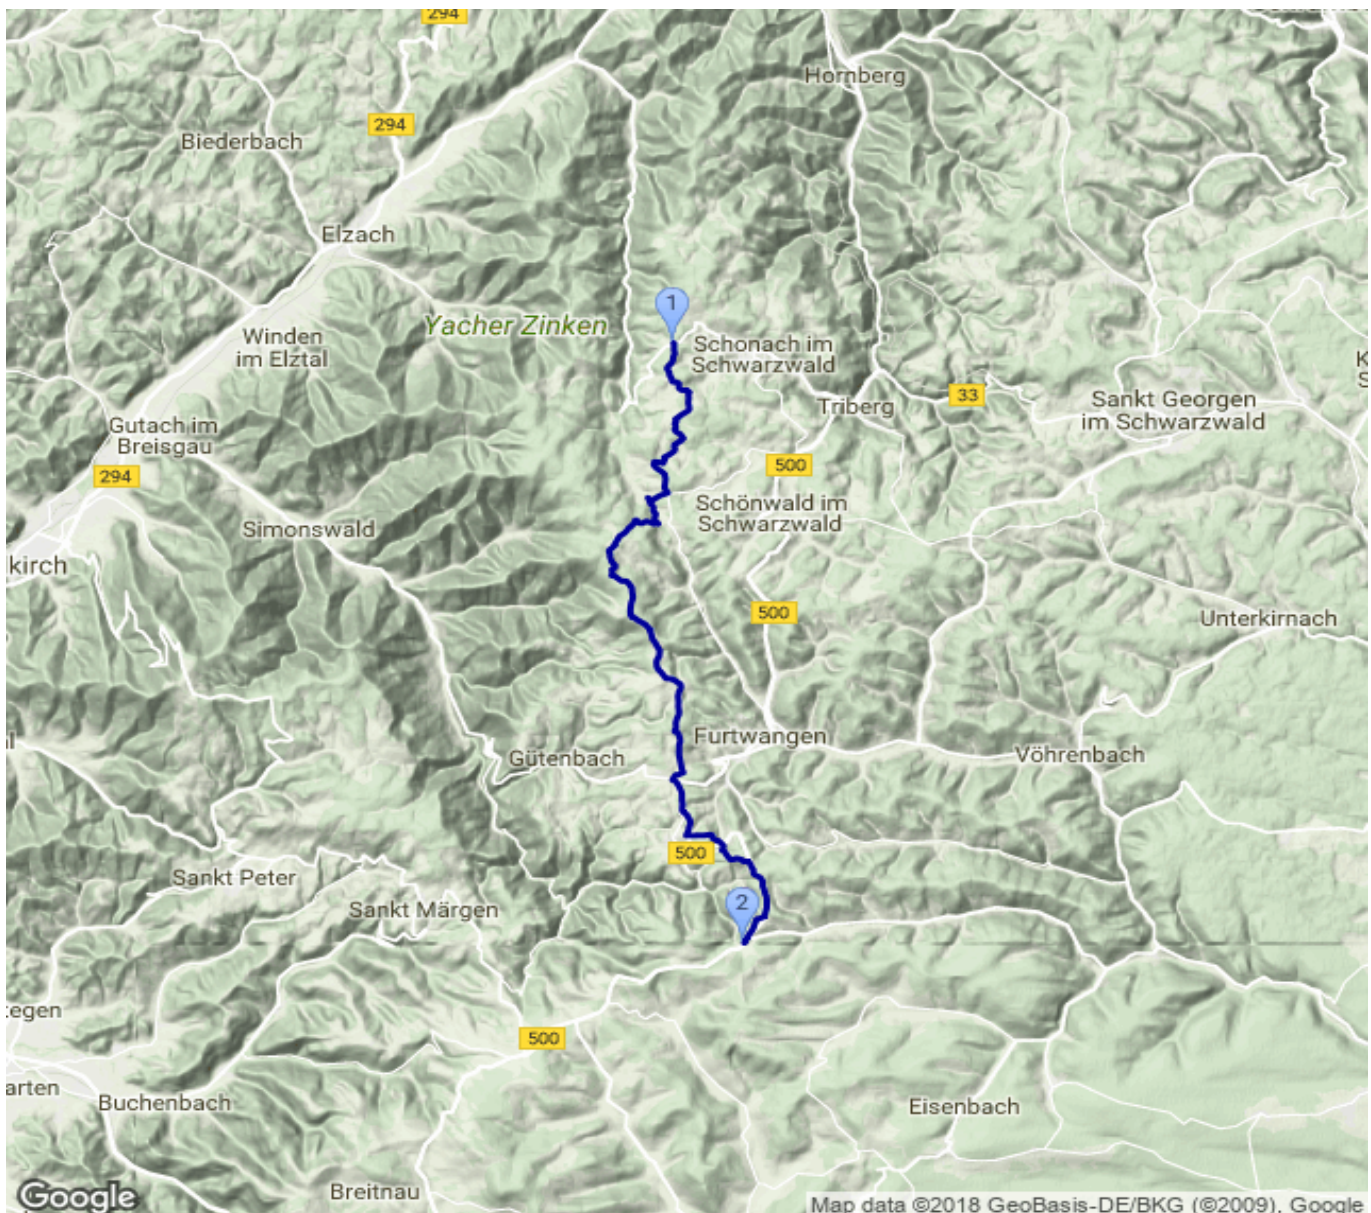 294
Hornberg
294
Biederbach
Elzach
1
Yacher Zinken
Winden
im Elztal
Schonach im
Schwarzwald
33
Triberg
Sankt Georgen
im Schwarzwald
Gutach im
Breisgau
294
500
Schönwald im
Schwarzwald
Simonswald
kirch
500
Unterkirnach
Furtwangen
Gütenbach
Vöhrenbach
500
Sankt Peter
Sankt Märgen
2
egen
500
arten
Buchenbach
Eisenbach
Breitnau
Google
Map data ©2018 GeoBasis-DE/BKG (©2009), Google